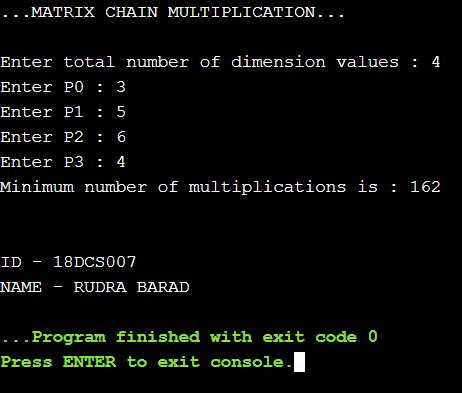 ...MATRIX CHAIN MULTIPLICATION...
Enter total number of dimension values : 4
Enter P0 : 3
Enter P1 : 5
Enter P2 : 6
Enter P3 : 4
Minimum number of multiplications is : 162
ID - 18DCS007
NAME - RUDRA BARAD
...Program finished with exit code 0
Press ENTER to exit console.